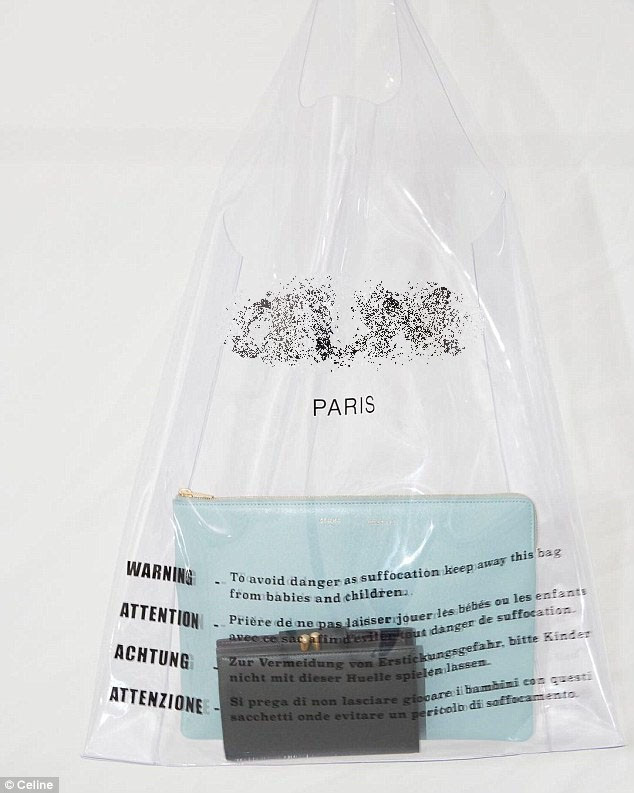 PARIS
WARNING - To avoid danger as suffocation keep away this bag
from babies and children.
ATTENTION - Prière de ne pas laisser jouer les bébés ou les enfants
avec ce sac afin d'eviter tout danger de suffocation.
ACHTUNG - Zur Vermeidung von Erstickungsgefahr, bitte Kinder
nicht mit dieser Huelle spielen lassen.
ATTENZIONE - Si prega di non lasciare giocare i bambini con questi
sacchetti onde evitare un pericolo di soffocamento.
© Celine